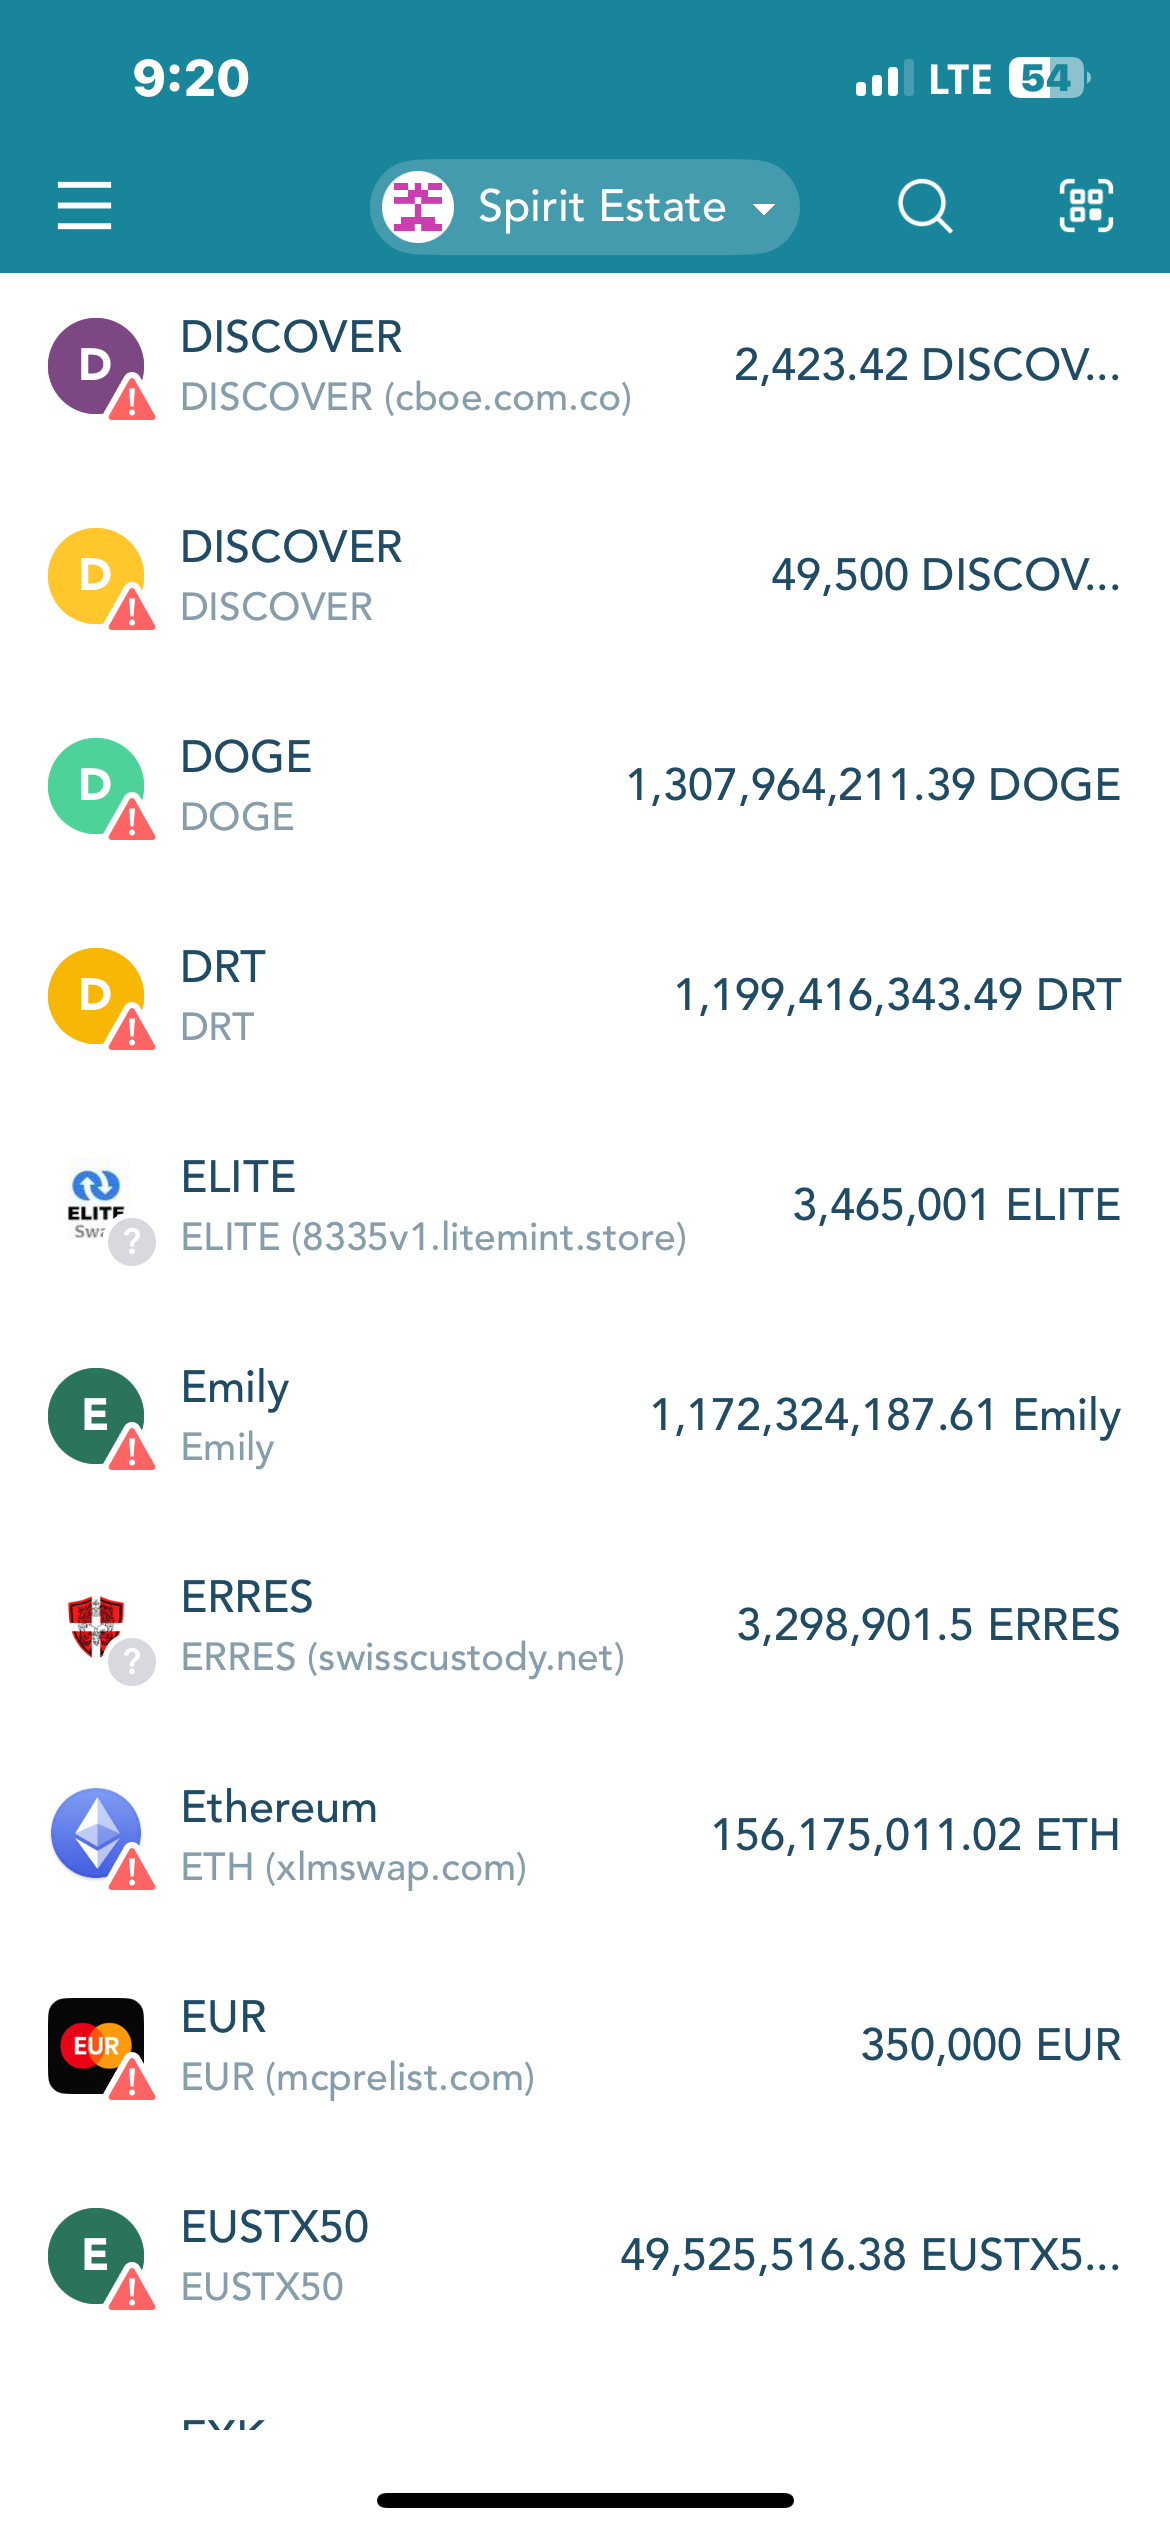 9:20
LTE 54
Spirit Estate
D
DISCOVER
DISCOVER (cboe.com.co)
2,423.42 DISCOV...
D
DISCOVER
DISCOVER
49,500 DISCOV...
D
DOGE
DOGE
1,307,964,211.39 DOGE
D
DRT
DRT
1,199,416,343.49 DRT
ELITE
Swa
?
ELITE
ELITE (8335v1.litemint.store)
3,465,001 ELITE
E
Emily
Emily
1,172,324,187.61 Emily
?
ERRES
ERRES (swisscustody.net)
3,298,901.5 ERRES
Ethereum
ETH (xlmswap.com)
156,175,011.02 ETH
EUR
EUR
EUR (mcprelist.com)
350,000 EUR
E
EUSTX50
EUSTX50
49,525,516.38 EUSTX5...